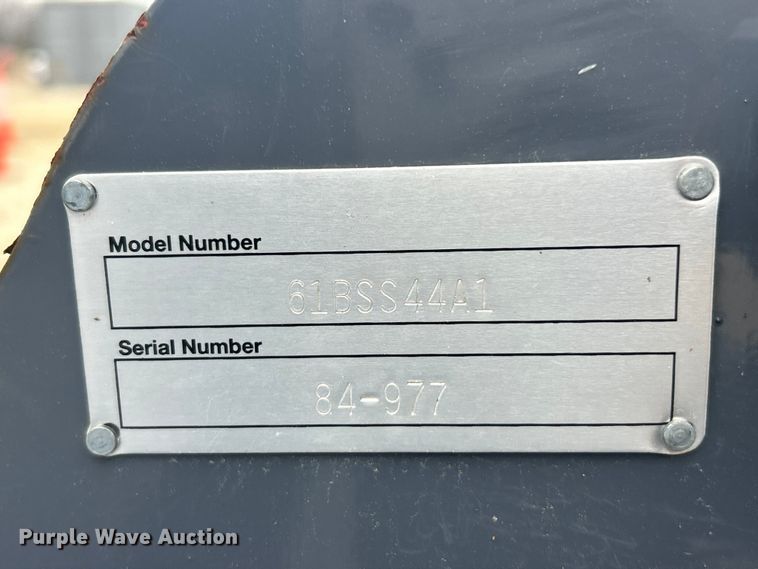 Model Number
61BSS44A1
Serial Number
84-977
Purple Wave Auction